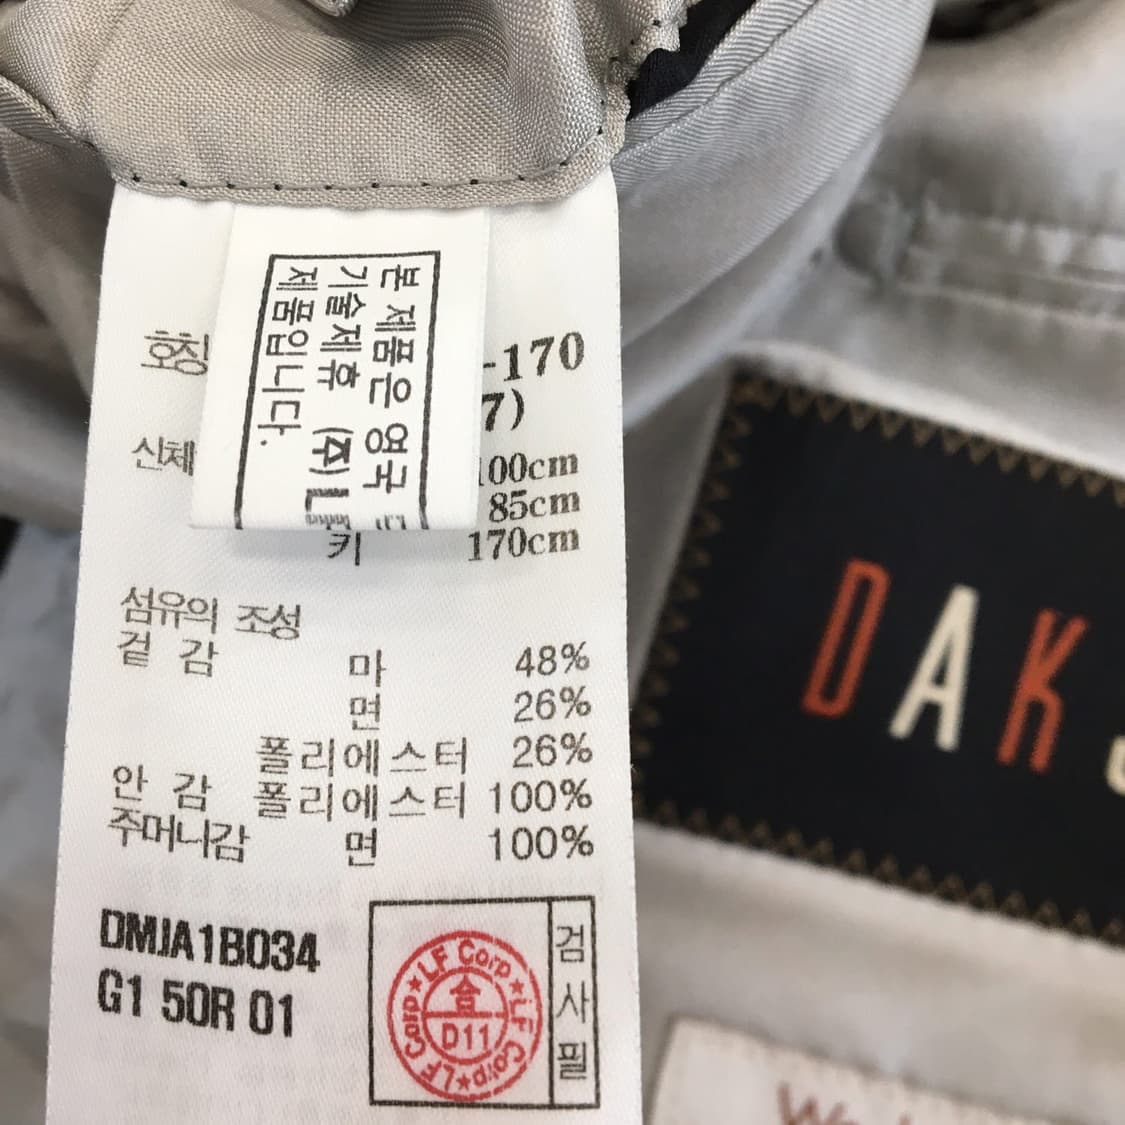 본 제품은 영국
기술제휴 (주)LF
제품입니다.
호칭 -170
7)
신체 100cm
85cm
키 170cm
섬유의 조성
겉 감 마 48%
면 26%
폴리에스터 26%
안 감 폴리에스터 100%
주머니감 면 100%
DMJA1B034
G1 50R 01
LF Corp★LF Corp★LF Corp★
合
D11
검사필
DAK